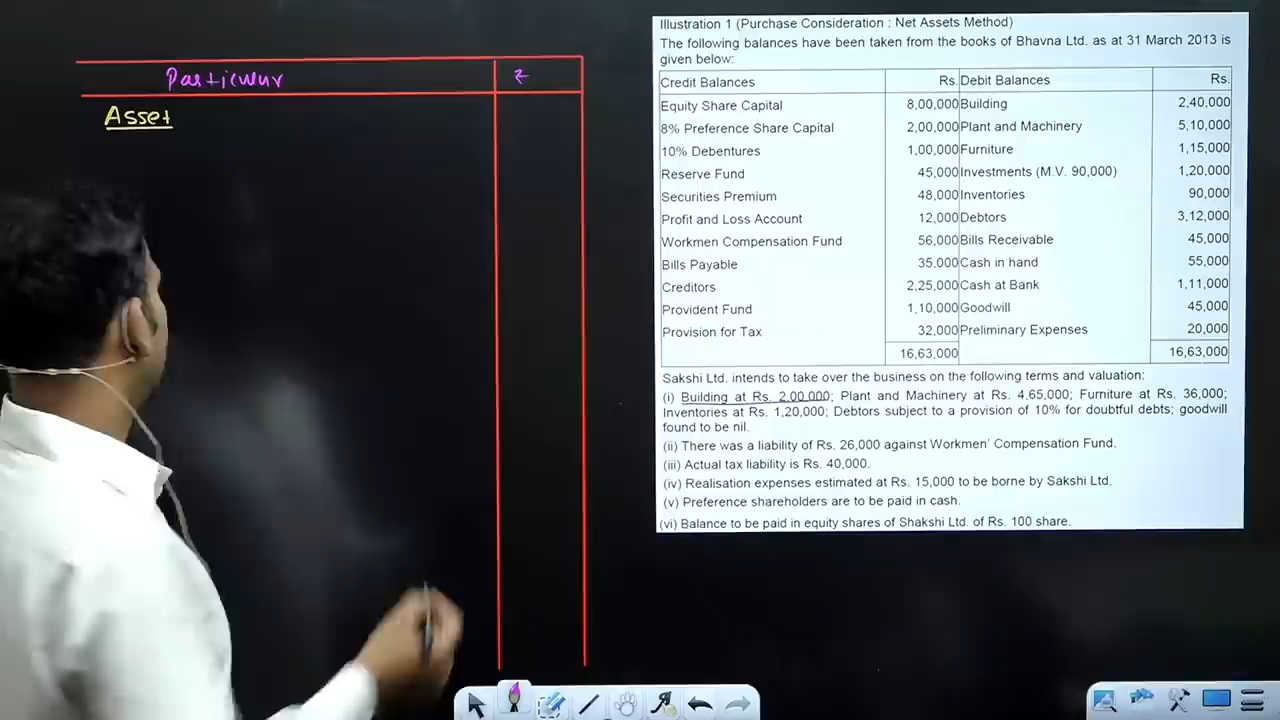 Particular ₹
Asset
Illustration 1 (Purchase Consideration : Net Assets Method)
The following balances have been taken from the books of Bhavna Ltd. as at 31 March 2013 is
given below:
Credit Balances Rs. Debit Balances Rs.
Equity Share Capital 8,00,000 Building 2,40,000
8% Preference Share Capital 2,00,000 Plant and Machinery 5,10,000
10% Debentures 1,00,000 Furniture 1,15,000
Reserve Fund 45,000 Investments (M.V. 90,000) 1,20,000
Securities Premium 48,000 Inventories 90,000
Profit and Loss Account 12,000 Debtors 3,12,000
Workmen Compensation Fund 56,000 Bills Receivable 45,000
Bills Payable 35,000 Cash in hand 55,000
Creditors 2,25,000 Cash at Bank 1,11,000
Provident Fund 1,10,000 Goodwill 45,000
Provision for Tax 32,000 Preliminary Expenses 20,000
16,63,000 16,63,000
Sakshi Ltd. intends to take over the business on the following terms and valuation:
(i) Building at Rs. 2,00,000; Plant and Machinery at Rs. 4,65,000; Furniture at Rs. 36,000;
Inventories at Rs. 1,20,000; Debtors subject to a provision of 10% for doubtful debts; goodwill
found to be nil.
(ii) There was a liability of Rs. 26,000 against Workmen' Compensation Fund.
(iii) Actual tax liability is Rs. 40,000.
(iv) Realisation expenses estimated at Rs. 15,000 to be borne by Sakshi Ltd.
(v) Preference shareholders are to be paid in cash.
(vi) Balance to be paid in equity shares of Shakshi Ltd. of Rs. 100 share.